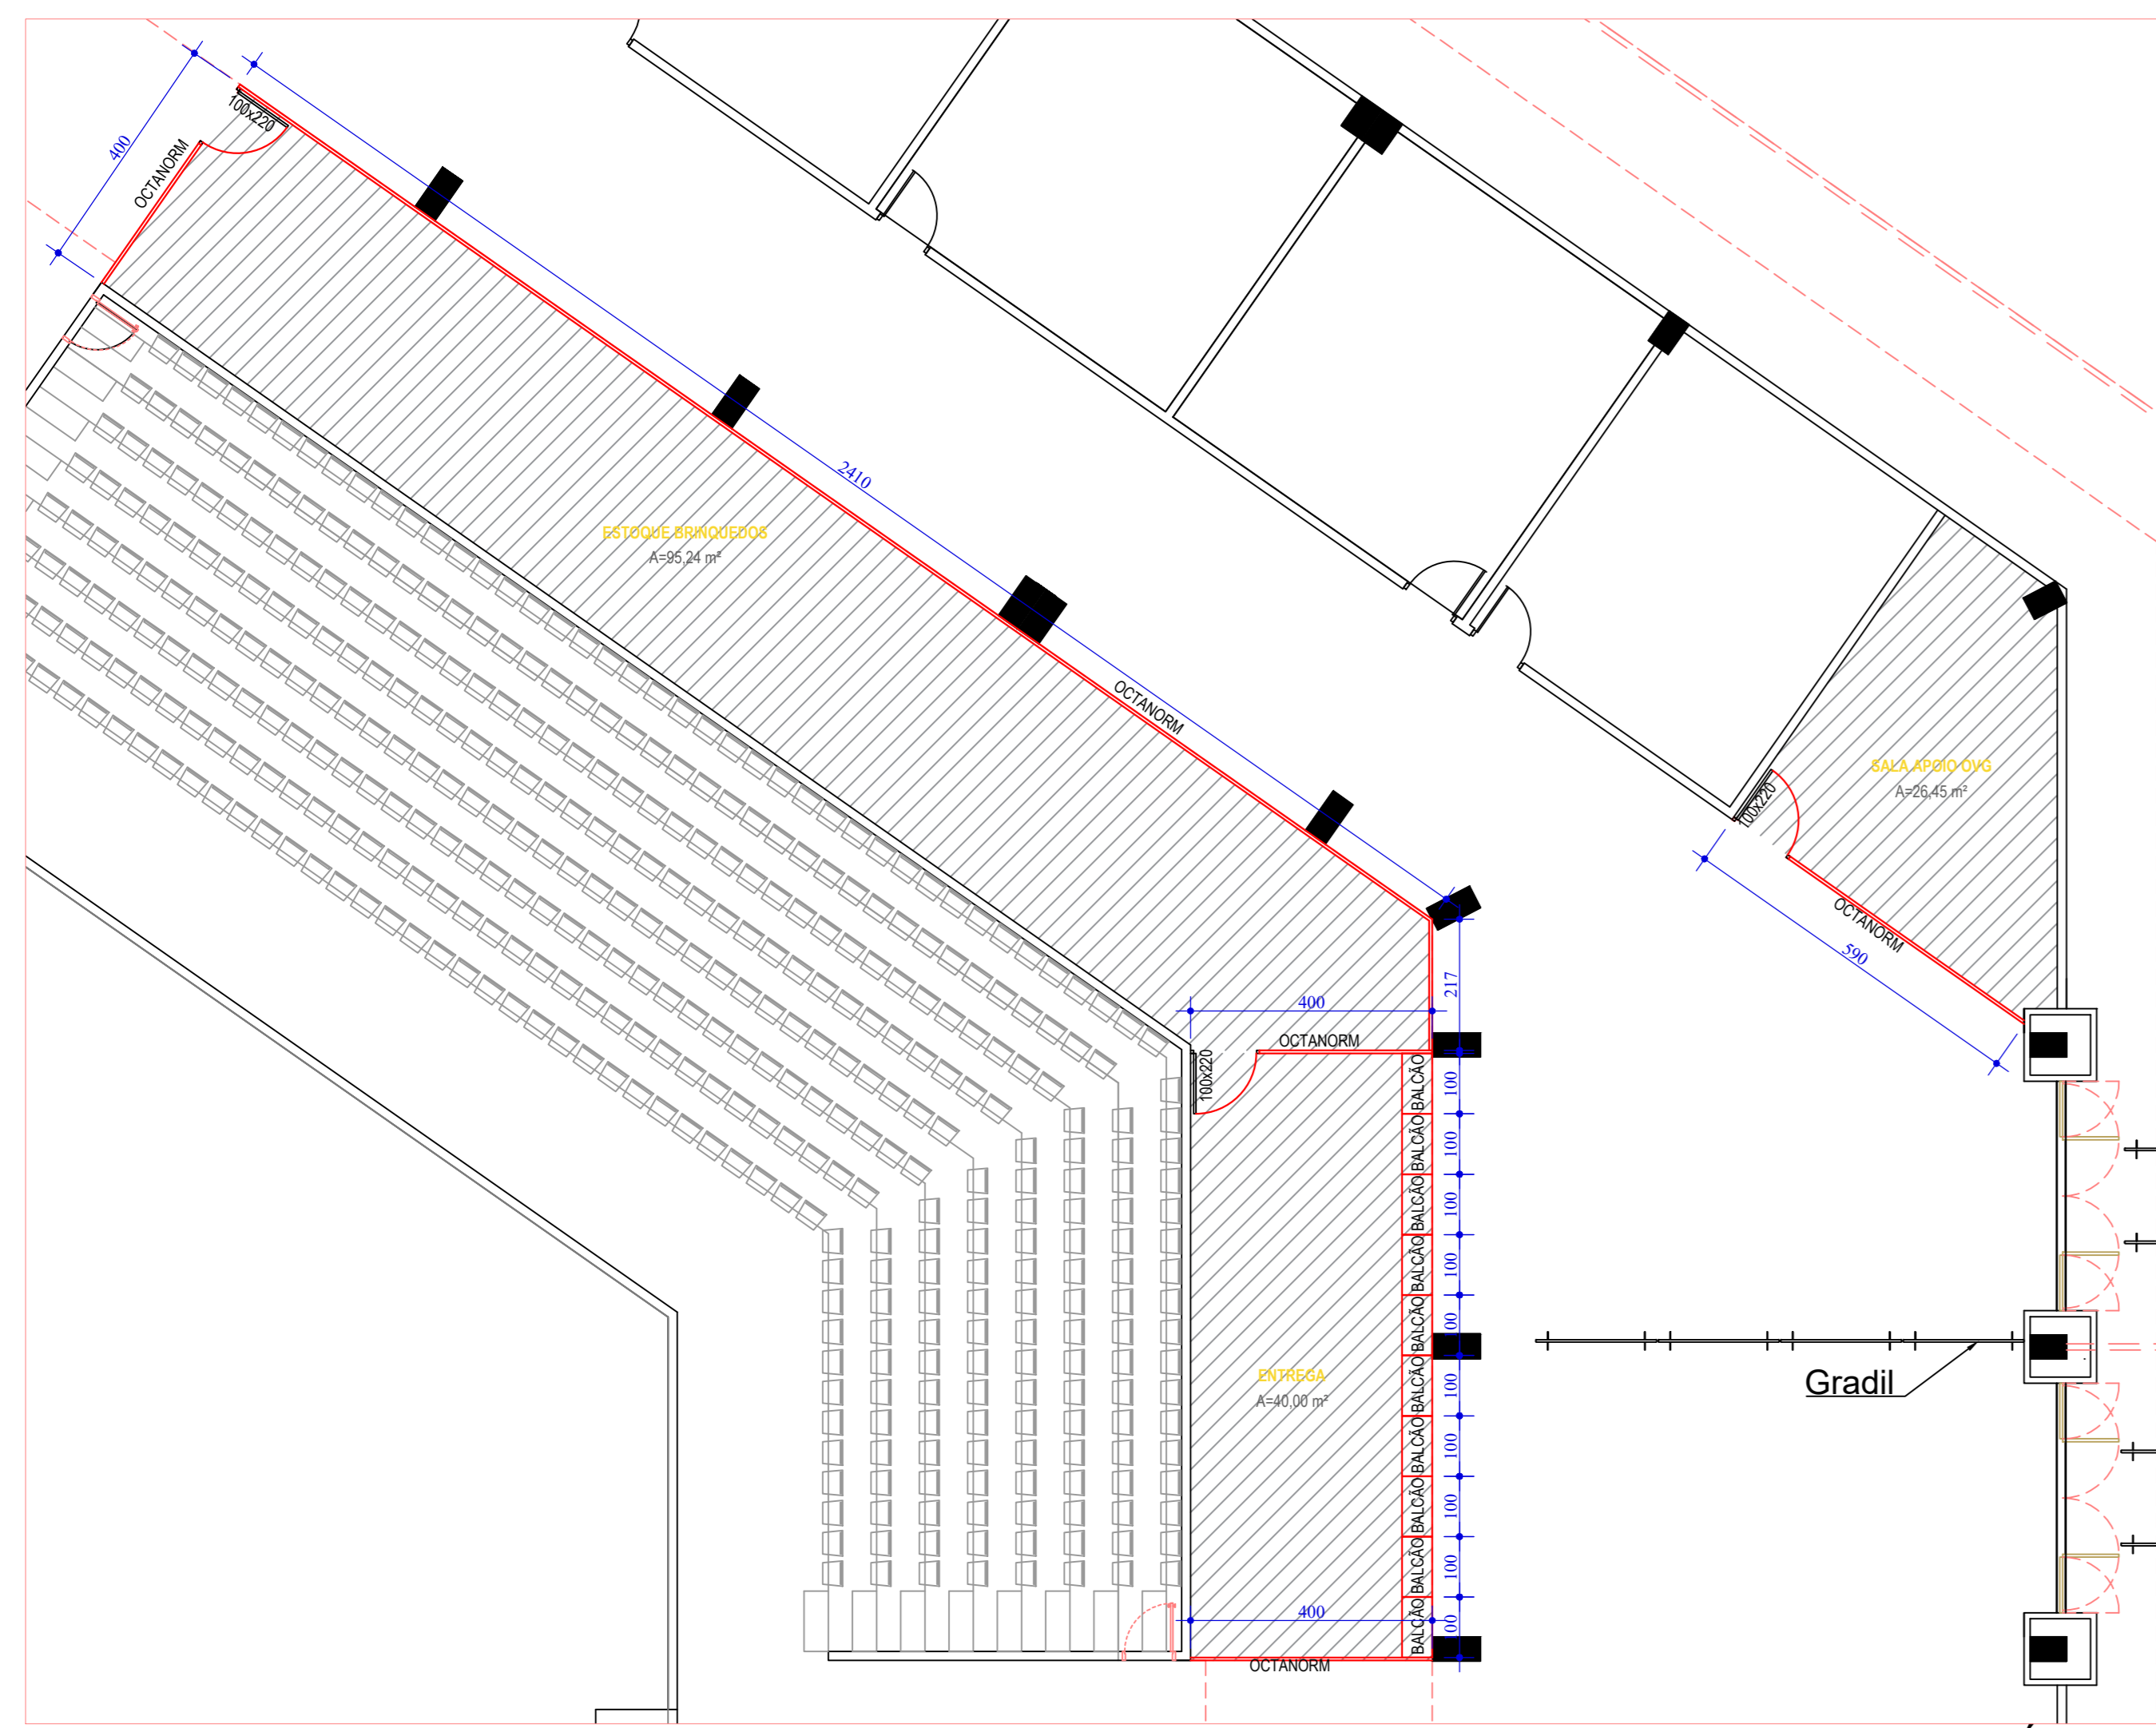 100x220
400
OCTANORM
2410
ESTOQUE BRINQUEDOS
A=95,24 m²
OCTANORM
SALA APOIO OVG
A=26,45 m²
100x220
OCTANORM
590
217
400
OCTANORM
100x220
BALCÃO
100
BALCÃO
100
BALCÃO
100
BALCÃO
100
BALCÃO
100
BALCÃO
100
BALCÃO
100
BALCÃO
100
BALCÃO
100
BALCÃO
100
Gradil
ENTREGA
A=40,00 m²
400
OCTANORM